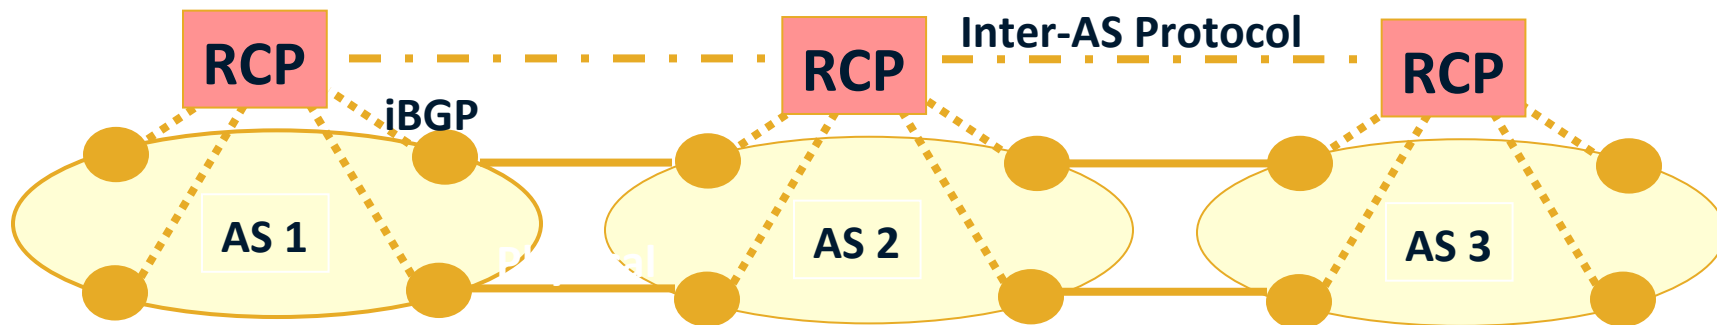 RCP
RCP
Inter-AS Protocol
RCP
iBGP
AS 1
AS 2
AS 3